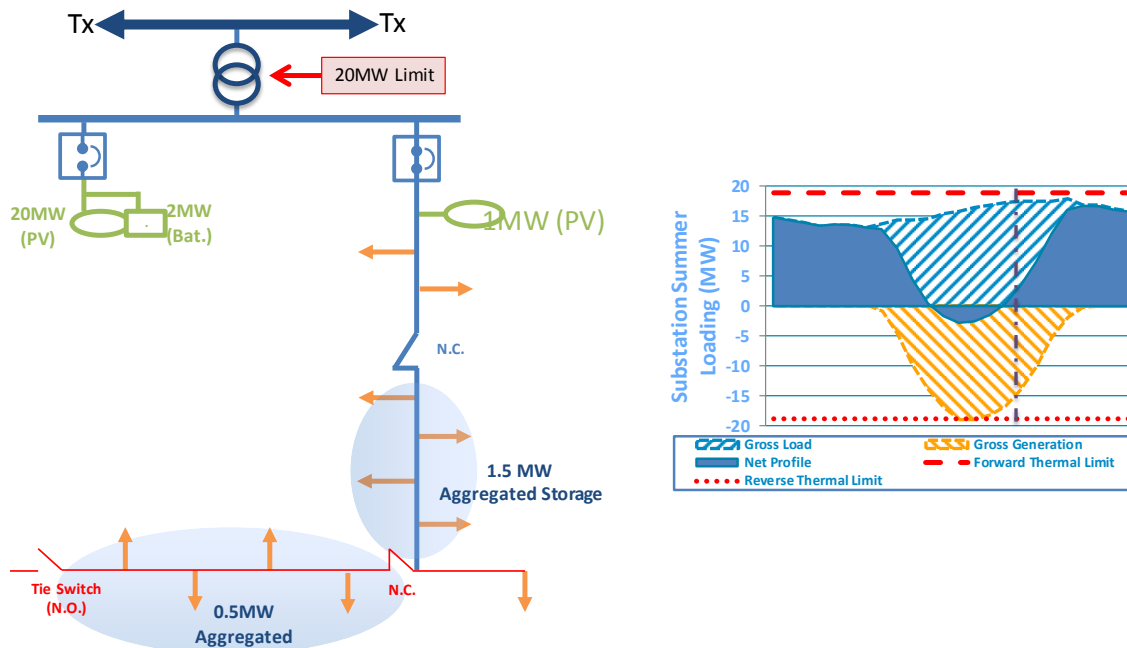 Tx
Tx
20MW Limit
20MW
(PV)
2MW
(Bat.)
.
1MW (PV)
N.C.
1.5 MW
Aggregated Storage
Tie Switch
(N.O.)
N.C.
0.5MW
Aggregated
Substation Summer
Loading (MW)
20
15
10
5
0
-5
-10
-15
-20
Gross Load
Gross Generation
Net Profile
Forward Thermal Limit
Reverse Thermal Limit